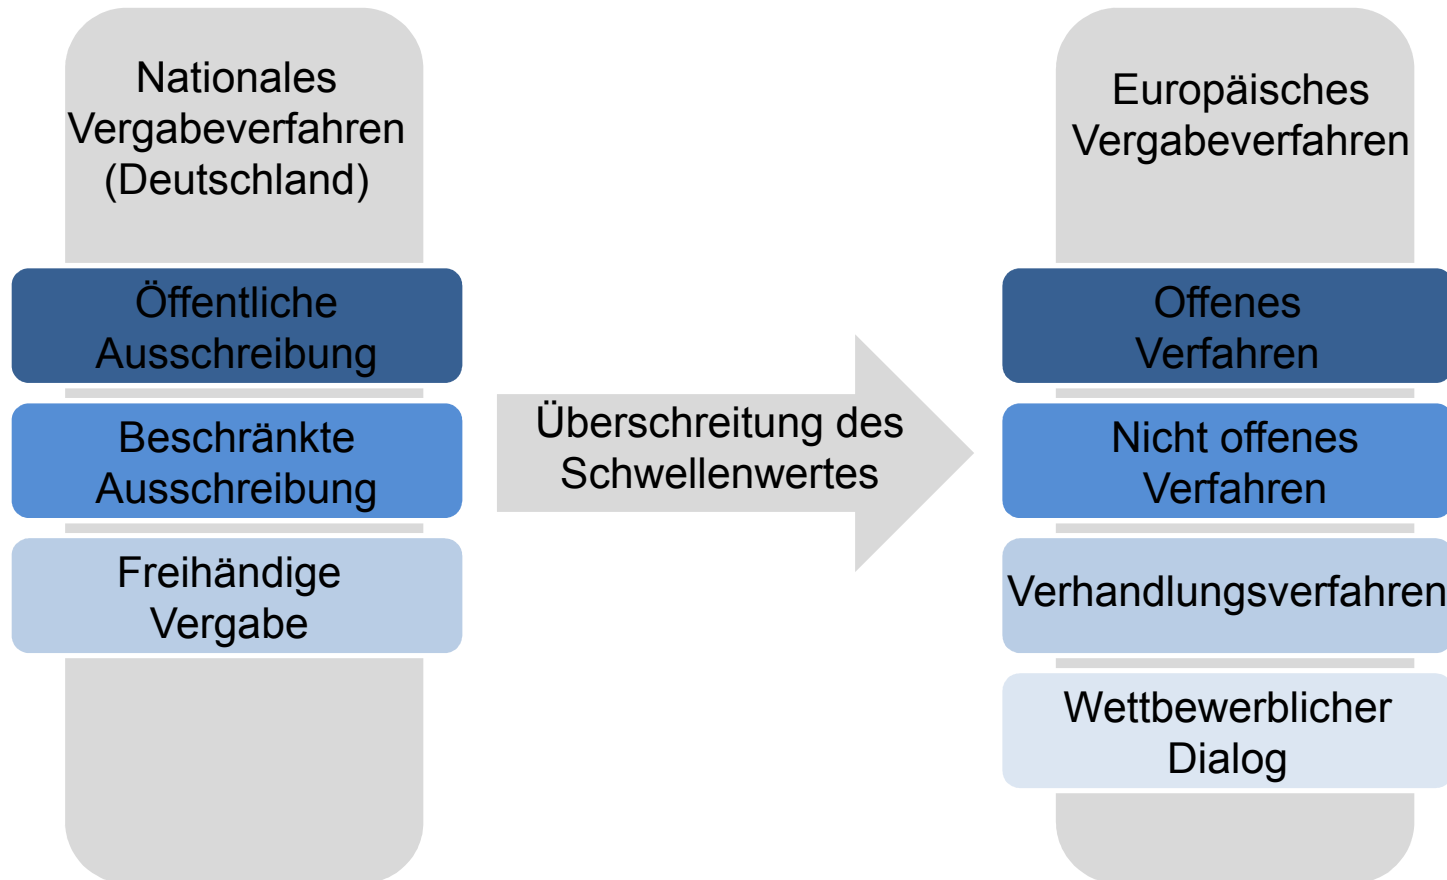 Nationales
Vergabeverfahren
(Deutschland)
Öffentliche
Ausschreibung
Beschränkte
Ausschreibung
Freihändige
Vergabe
Überschreitung des
Schwellenwertes
Europäisches
Vergabeverfahren
Offenes
Verfahren
Nicht offenes
Verfahren
Verhandlungsverfahren
Wettbewerblicher
Dialog